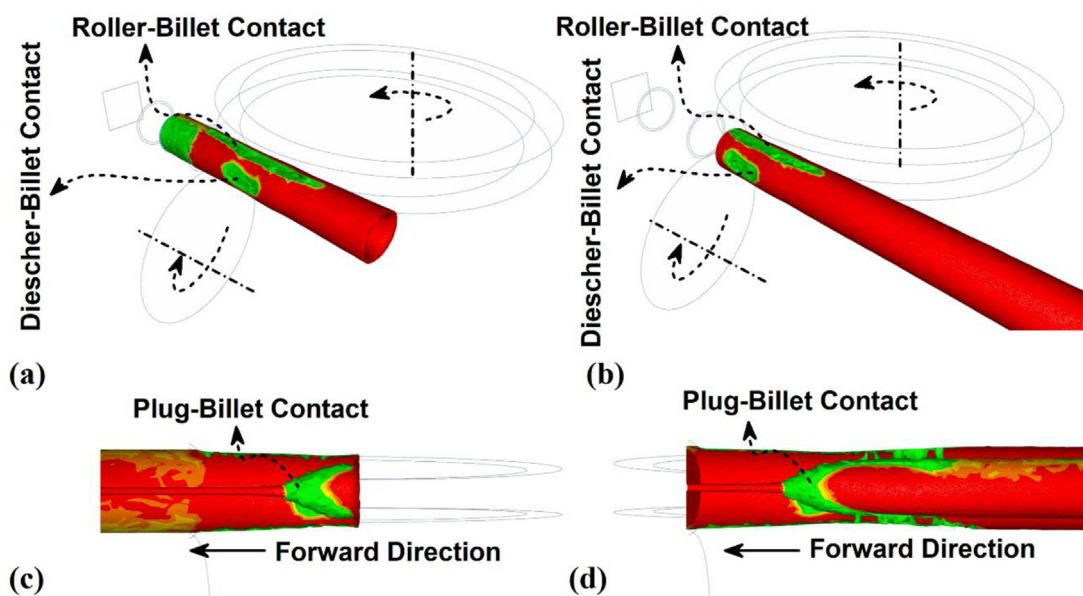 Roller-Billet Contact
Diescher-Billet Contact
(a)
Roller-Billet Contact
Diescher-Billet Contact
(b)
Plug-Billet Contact
Forward Direction
(c)
Plug-Billet Contact
Forward Direction
(d)